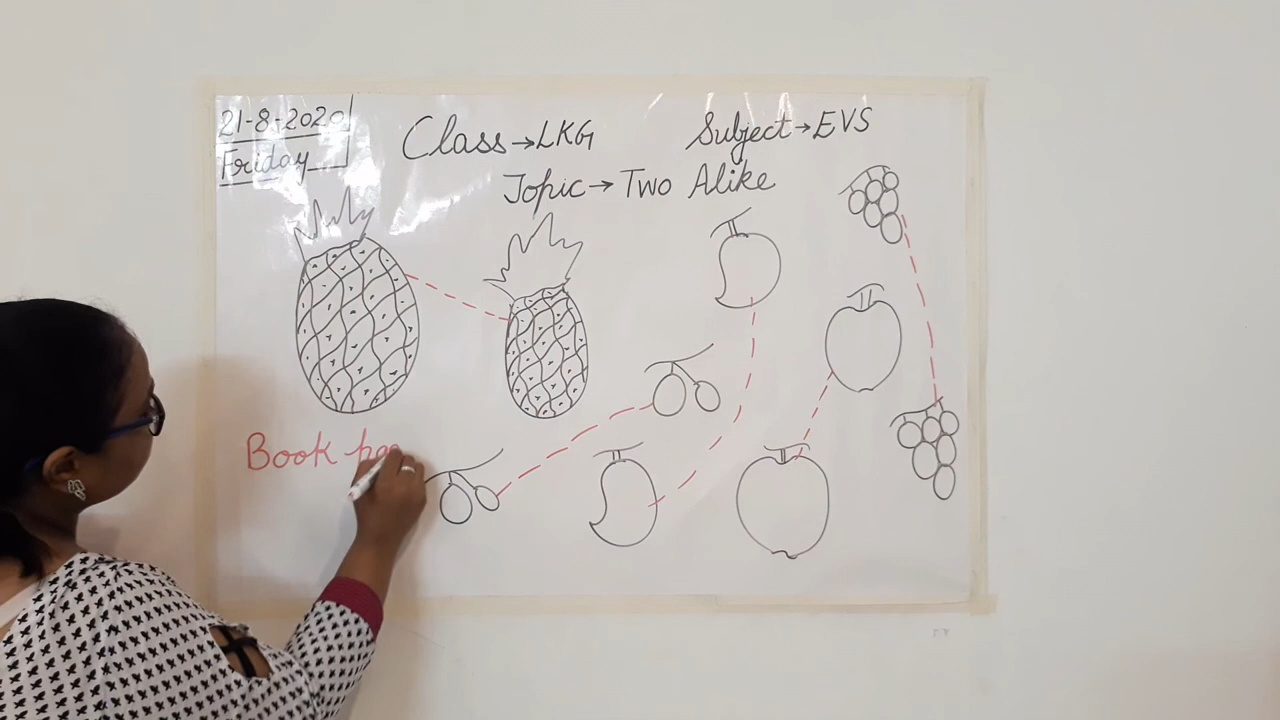 21-8-2020
Friday
Class→LKG
Subject→EVS
Topic→Two Alike
Book